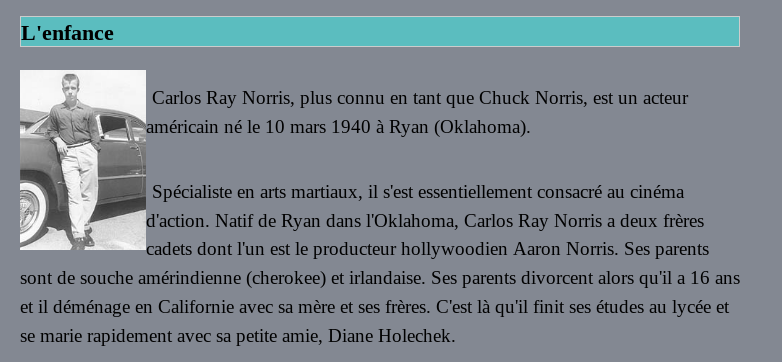 L'enfance
Carlos Ray Norris, plus connu en tant que Chuck Norris, est un acteur
américain né le 10 mars 1940 à Ryan (Oklahoma).
Spécialiste en arts martiaux, il s'est essentiellement consacré au cinéma
d'action. Natif de Ryan dans l'Oklahoma, Carlos Ray Norris a deux frères
cadets dont l'un est le producteur hollywoodien Aaron Norris. Ses parents
sont de souche amérindienne (cherokee) et irlandaise. Ses parents divorcent alors qu'il a 16 ans
et il déménage en Californie avec sa mère et ses frères. C'est là qu'il finit ses études au lycée et
se marie rapidement avec sa petite amie, Diane Holechek.